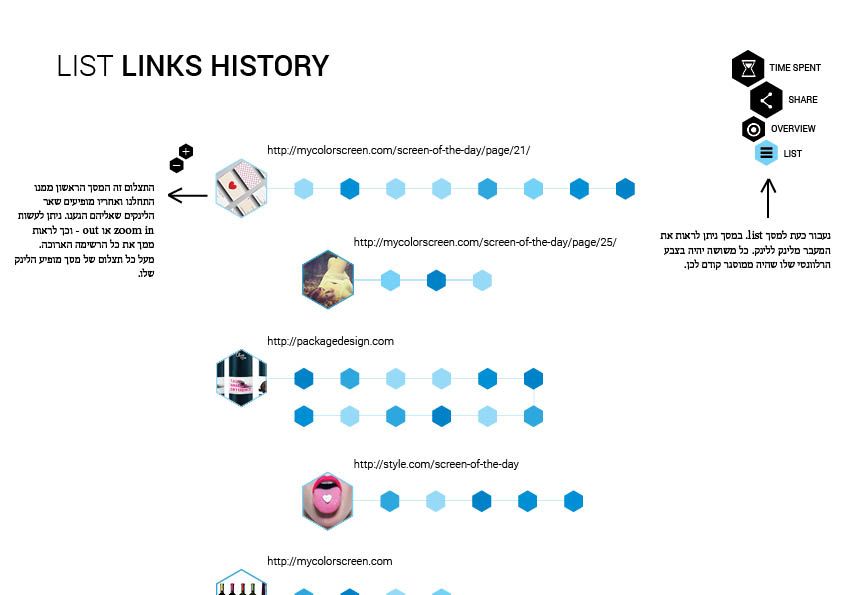 LIST LINKS HISTORY
TIME SPENT
SHARE
OVERVIEW
LIST
http://mycolorscreen.com/screen-of-the-day/page/21/
התצלום זה המסך הראשון ממנו
התחלנו ואחריו מופיעים שאר
הלינקים שאליהם הגענו. ניתן לעשות
zoom in או out - וכך לראות
ממך את כל הרשימה הארוכה.
מעל כל תצלום של מסך מופיע הלינק
שלו.
נעבור כעת למסך list. במסך ניתן לראות את
המעבר מלינק ללינק. כל משושה יהיה בצבע
הרלוונטי שלו שהיה ממוסגר קודם לכן.
http://mycolorscreen.com/screen-of-the-day/page/25/
http://packagedesign.com
http://style.com/screen-of-the-day
http://mycolorscreen.com